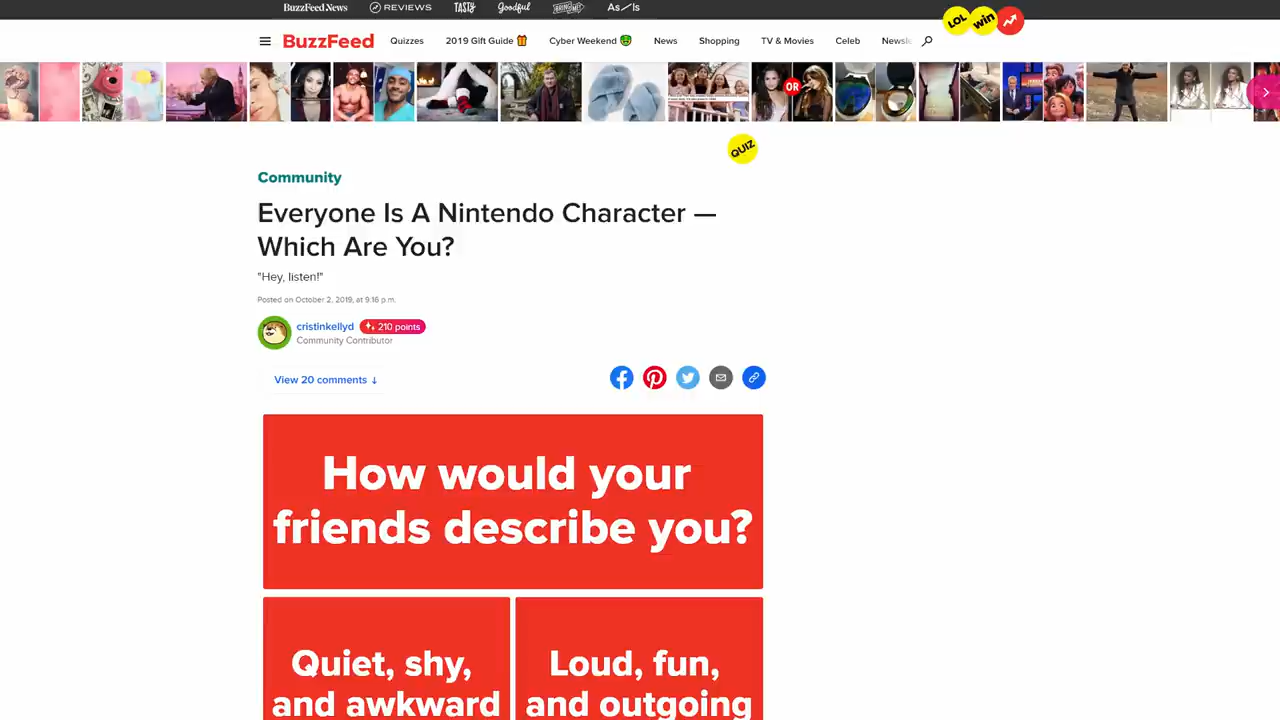 BuzzFeed News
REVIEWS
TASTY
Goodful
BRING ME!
As/Is
LOL
win
BuzzFeed
Quizzes
2019 Gift Guide
Cyber Weekend
News
Shopping
TV & Movies
Celeb
Newsle
OR
QUIZ
Community
Everyone Is A Nintendo Character —
Which Are You?
"Hey, listen!"
Posted on October 2, 2019, at 9:16 p.m.
cristinkellyd
210 points
Community Contributor
View 20 comments ↓
How would your
friends describe you?
Quiet, shy,
and awkward
Loud, fun,
and outgoing